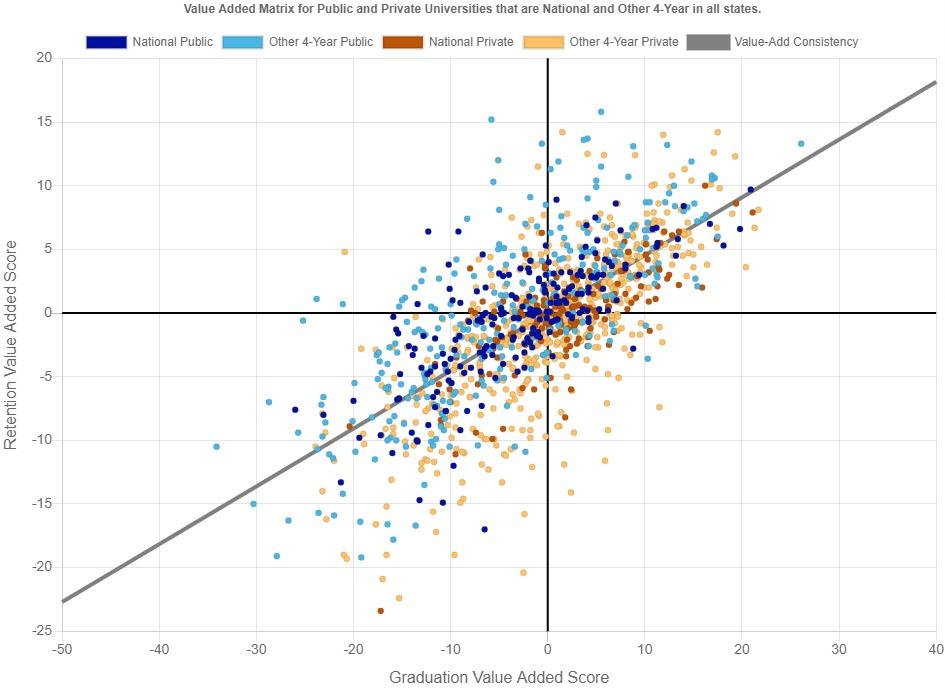 Value Added Matrix for Public and Private Universities that are National and Other 4-Year in all states.
National Public Other 4-Year Public National Private Other 4-Year Private Value-Add Consistency
20
15
10
5
0
-5
-10
-15
-20
-25
Retention Value Added Score
-50 -40 -30 -20 -10 0 10 20 30 40
Graduation Value Added Score